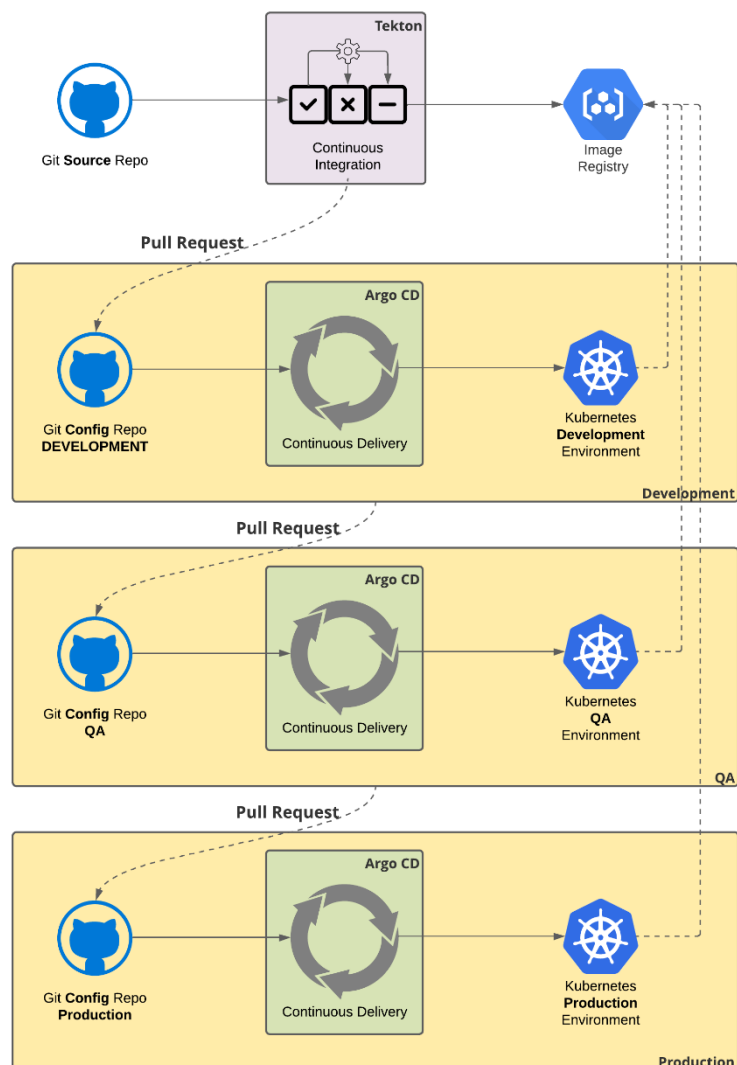 Tekton
Git Source Repo
Continuous
Integration
Image
Registry
Pull Request
Argo CD
Git Config Repo
DEVELOPMENT
Continuous Delivery
Kubernetes
Development
Environment
Development
Pull Request
Argo CD
Git Config Repo
QA
Continuous Delivery
Kubernetes
QA
Environment
QA
Pull Request
Argo CD
Git Config Repo
Production
Continuous Delivery
Kubernetes
Production
Environment
Production